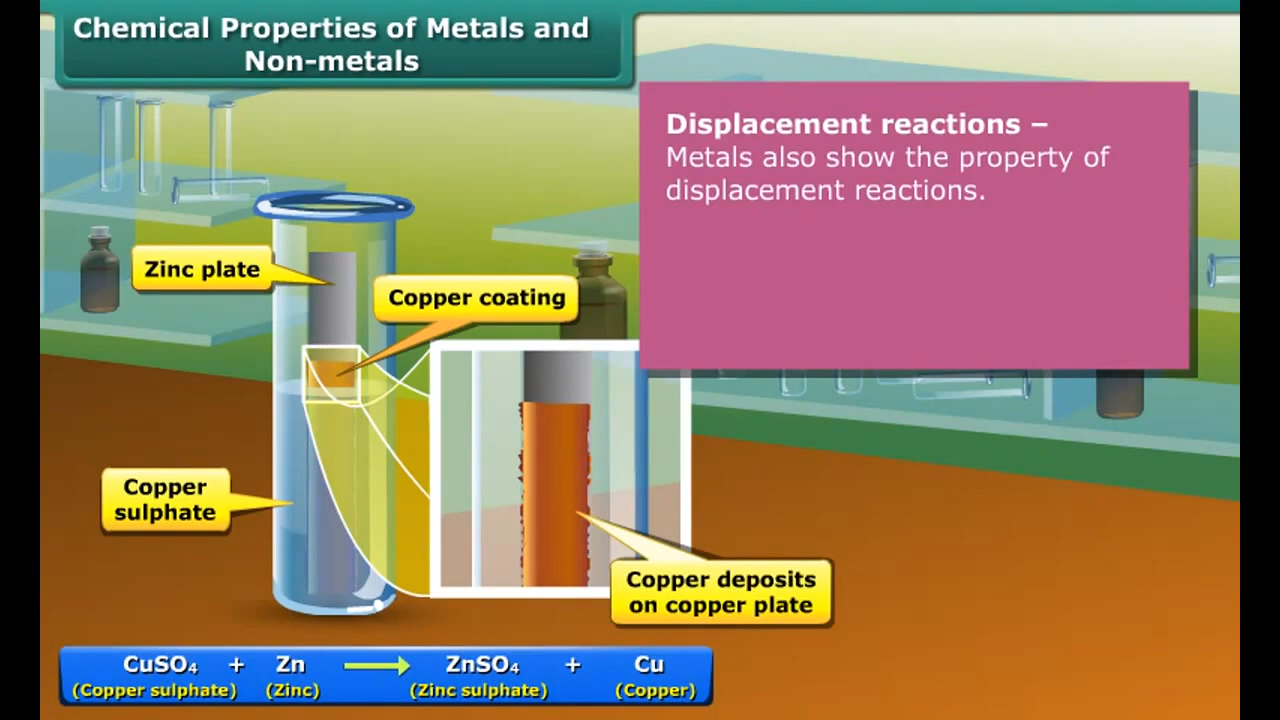 Chemical Properties of Metals and
Non-metals
Displacement reactions –
Metals also show the property of
displacement reactions.
Zinc plate
Copper coating
Copper
sulphate
Copper deposits
on copper plate
CuSO₄ + Zn ⟶ ZnSO₄ + Cu
(Copper sulphate) (Zinc) (Zinc sulphate) (Copper)